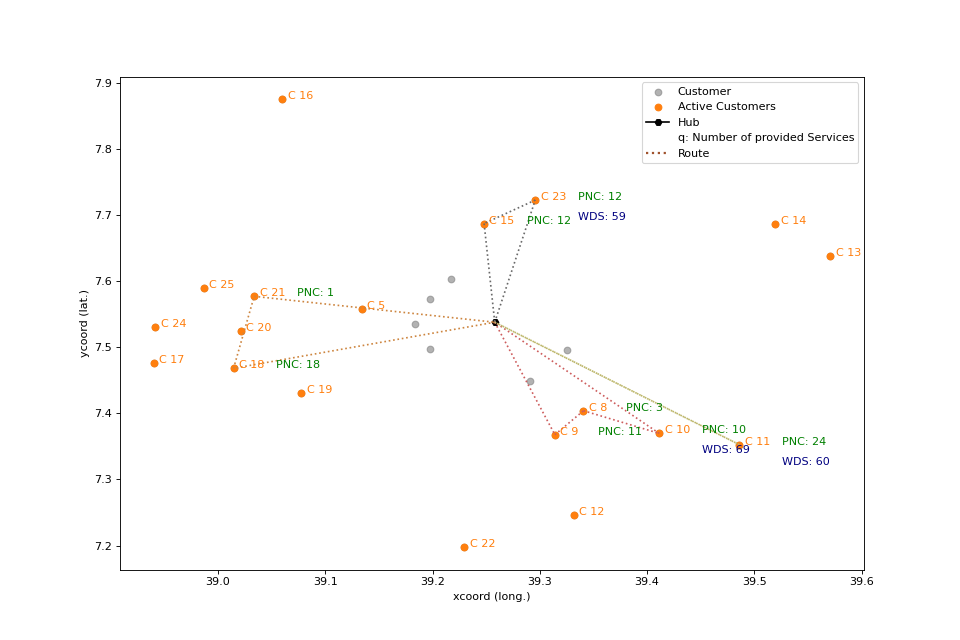 7.9
7.8
7.7
7.6
7.5
7.4
7.3
7.2
ycoord (lat.)
39.0
39.1
39.2
39.3
39.4
39.5
39.6
xcoord (long.)
Customer
Active Customers
Hub
q: Number of provided Services
Route
C 16
C 23 PNC: 12
WDS: 59
C 15 PNC: 12
C 14
C 13
C 25
C 21 PNC: 1
C 5
C 24
C 20
C 17
C 18 PNC: 18
C 19
C 8 PNC: 3
C 9 PNC: 11
C 10 PNC: 10
WDS: 69
C 11 PNC: 24
WDS: 60
C 12
C 22